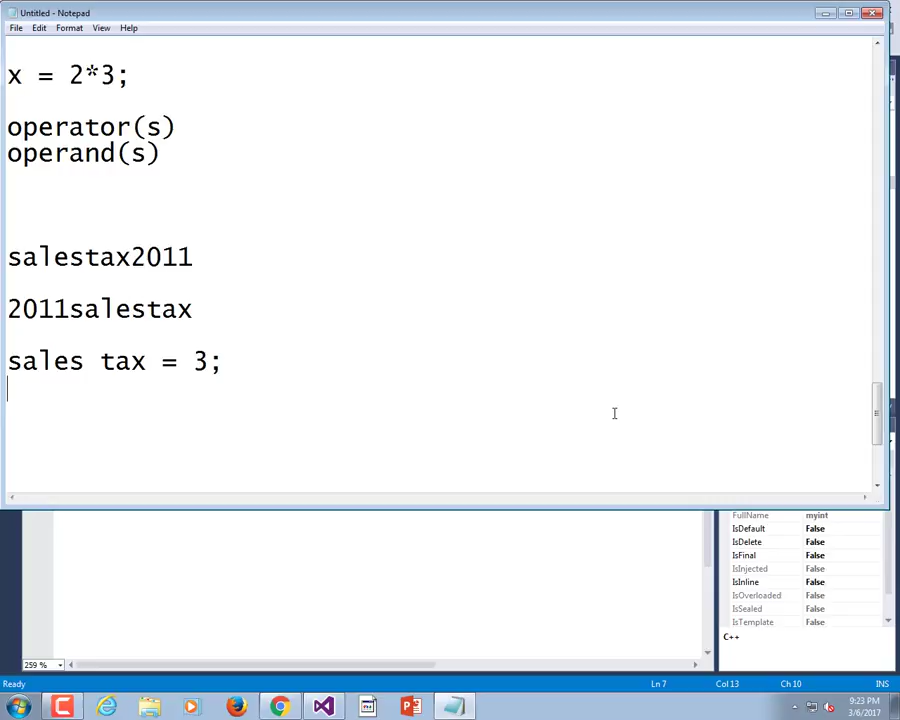 Untitled - Notepad
File Edit Format View Help
x = 2*3;
operator(s)
operand(s)
salestax2011
2011salestax
sales tax = 3;
FullName myint
IsDefault False
IsDelete False
IsFinal False
IsInjected False
IsInline False
IsOverloaded False
IsSealed False
IsTemplate False
C++
259 %
Ready Ln 7 Col 13 Ch 10 INS
9:23 PM
3/6/2017